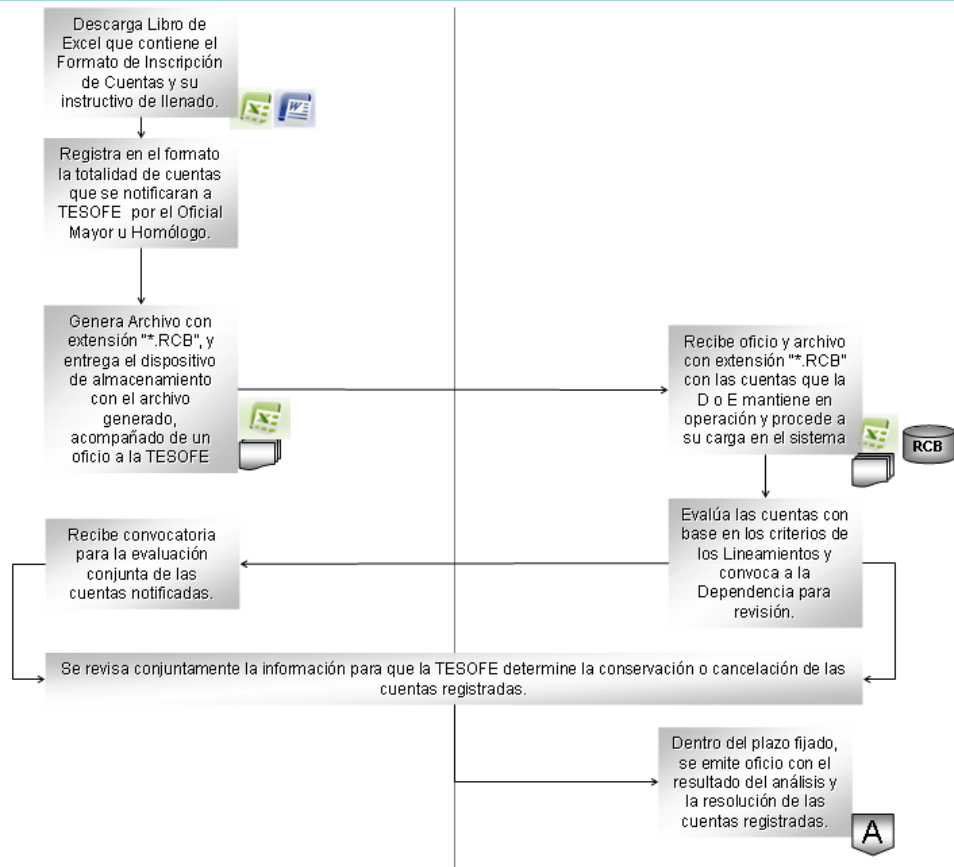 Descarga Libro de
Excel que contiene el
Formato de Inscripción
de Cuentas y su
instructivo de llenado.
Registra en el formato
la totalidad de cuentas
que se notificaran a
TESOFE por el Oficial
Mayor u Homólogo.
Genera Archivo con
extensión "*.RCB", y
entrega el dispositivo
de almacenamiento
con el archivo
generado,
acompañado de un
oficio a la TESOFE
Recibe oficio y archivo
con extensión "*.RCB"
con las cuentas que la
D o E mantiene en
operación y procede a
su carga en el sistema
RCB
Evalúa las cuentas con
base en los criterios de
los Lineamientos y
convoca a la
Dependencia para
revisión.
Recibe convocatoria
para la evaluación
conjunta de las
cuentas notificadas.
Se revisa conjuntamente la información para que la TESOFE determine la conservación o cancelación de las
cuentas registradas.
Dentro del plazo fijado,
se emite oficio con el
resultado del análisis y
la resolución de las
cuentas registradas.
A